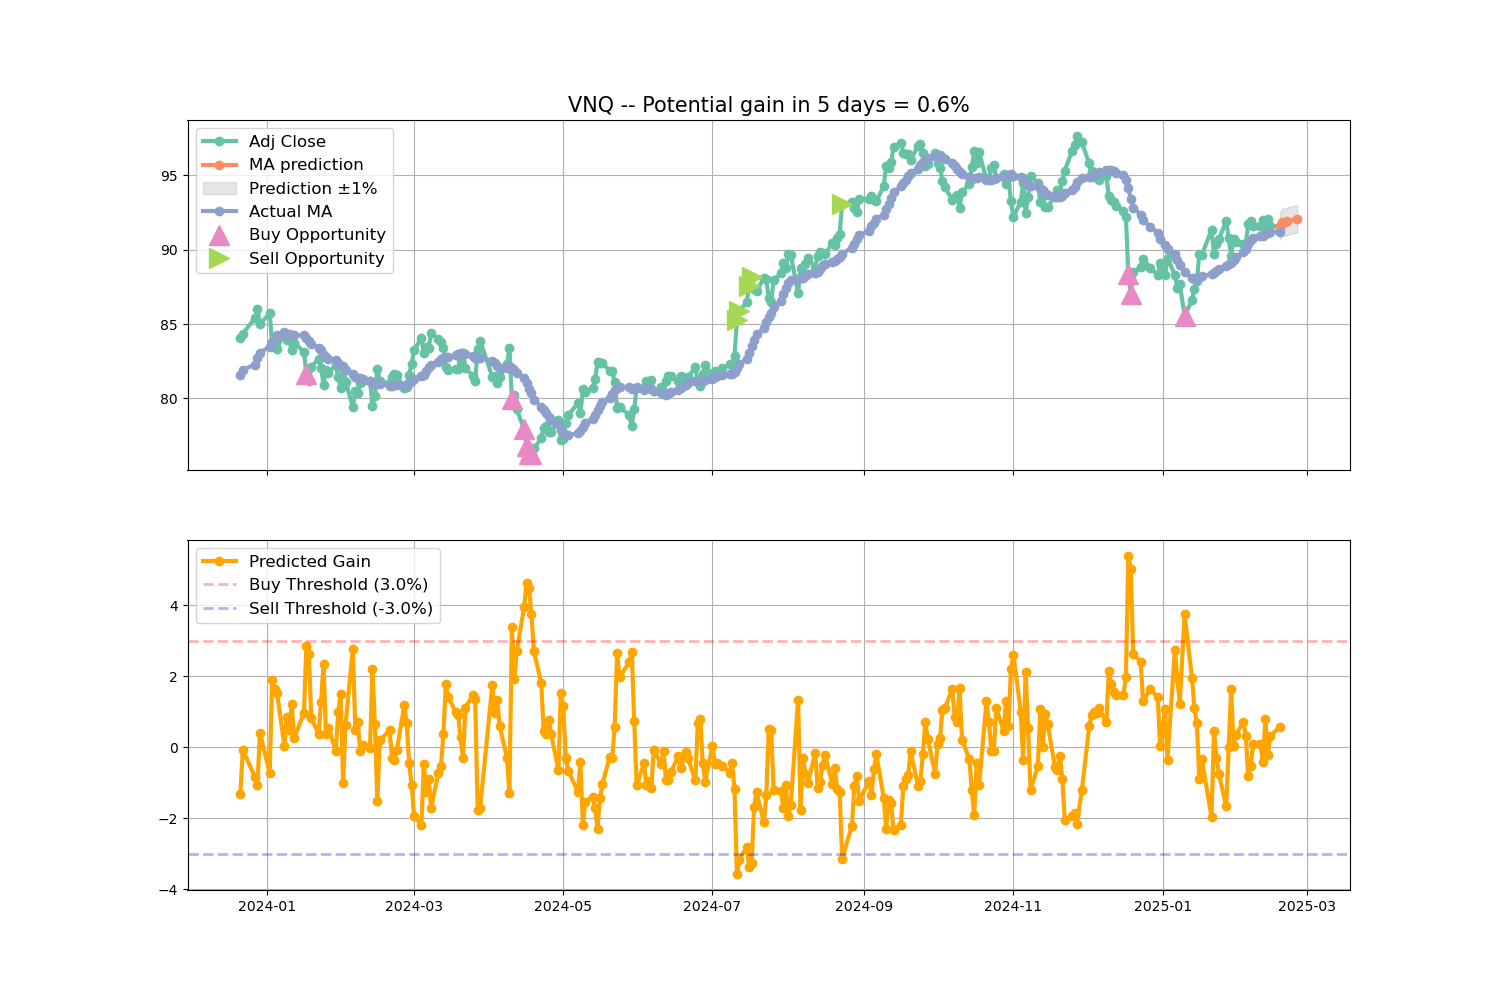 VNQ -- Potential gain in 5 days = 0.6%
Adj Close
MA prediction
Prediction ±1%
Actual MA
Buy Opportunity
Sell Opportunity
95
90
85
80
Predicted Gain
Buy Threshold (3.0%)
Sell Threshold (-3.0%)
4
2
0
−2
−4
2024-01
2024-03
2024-05
2024-07
2024-09
2024-11
2025-01
2025-03